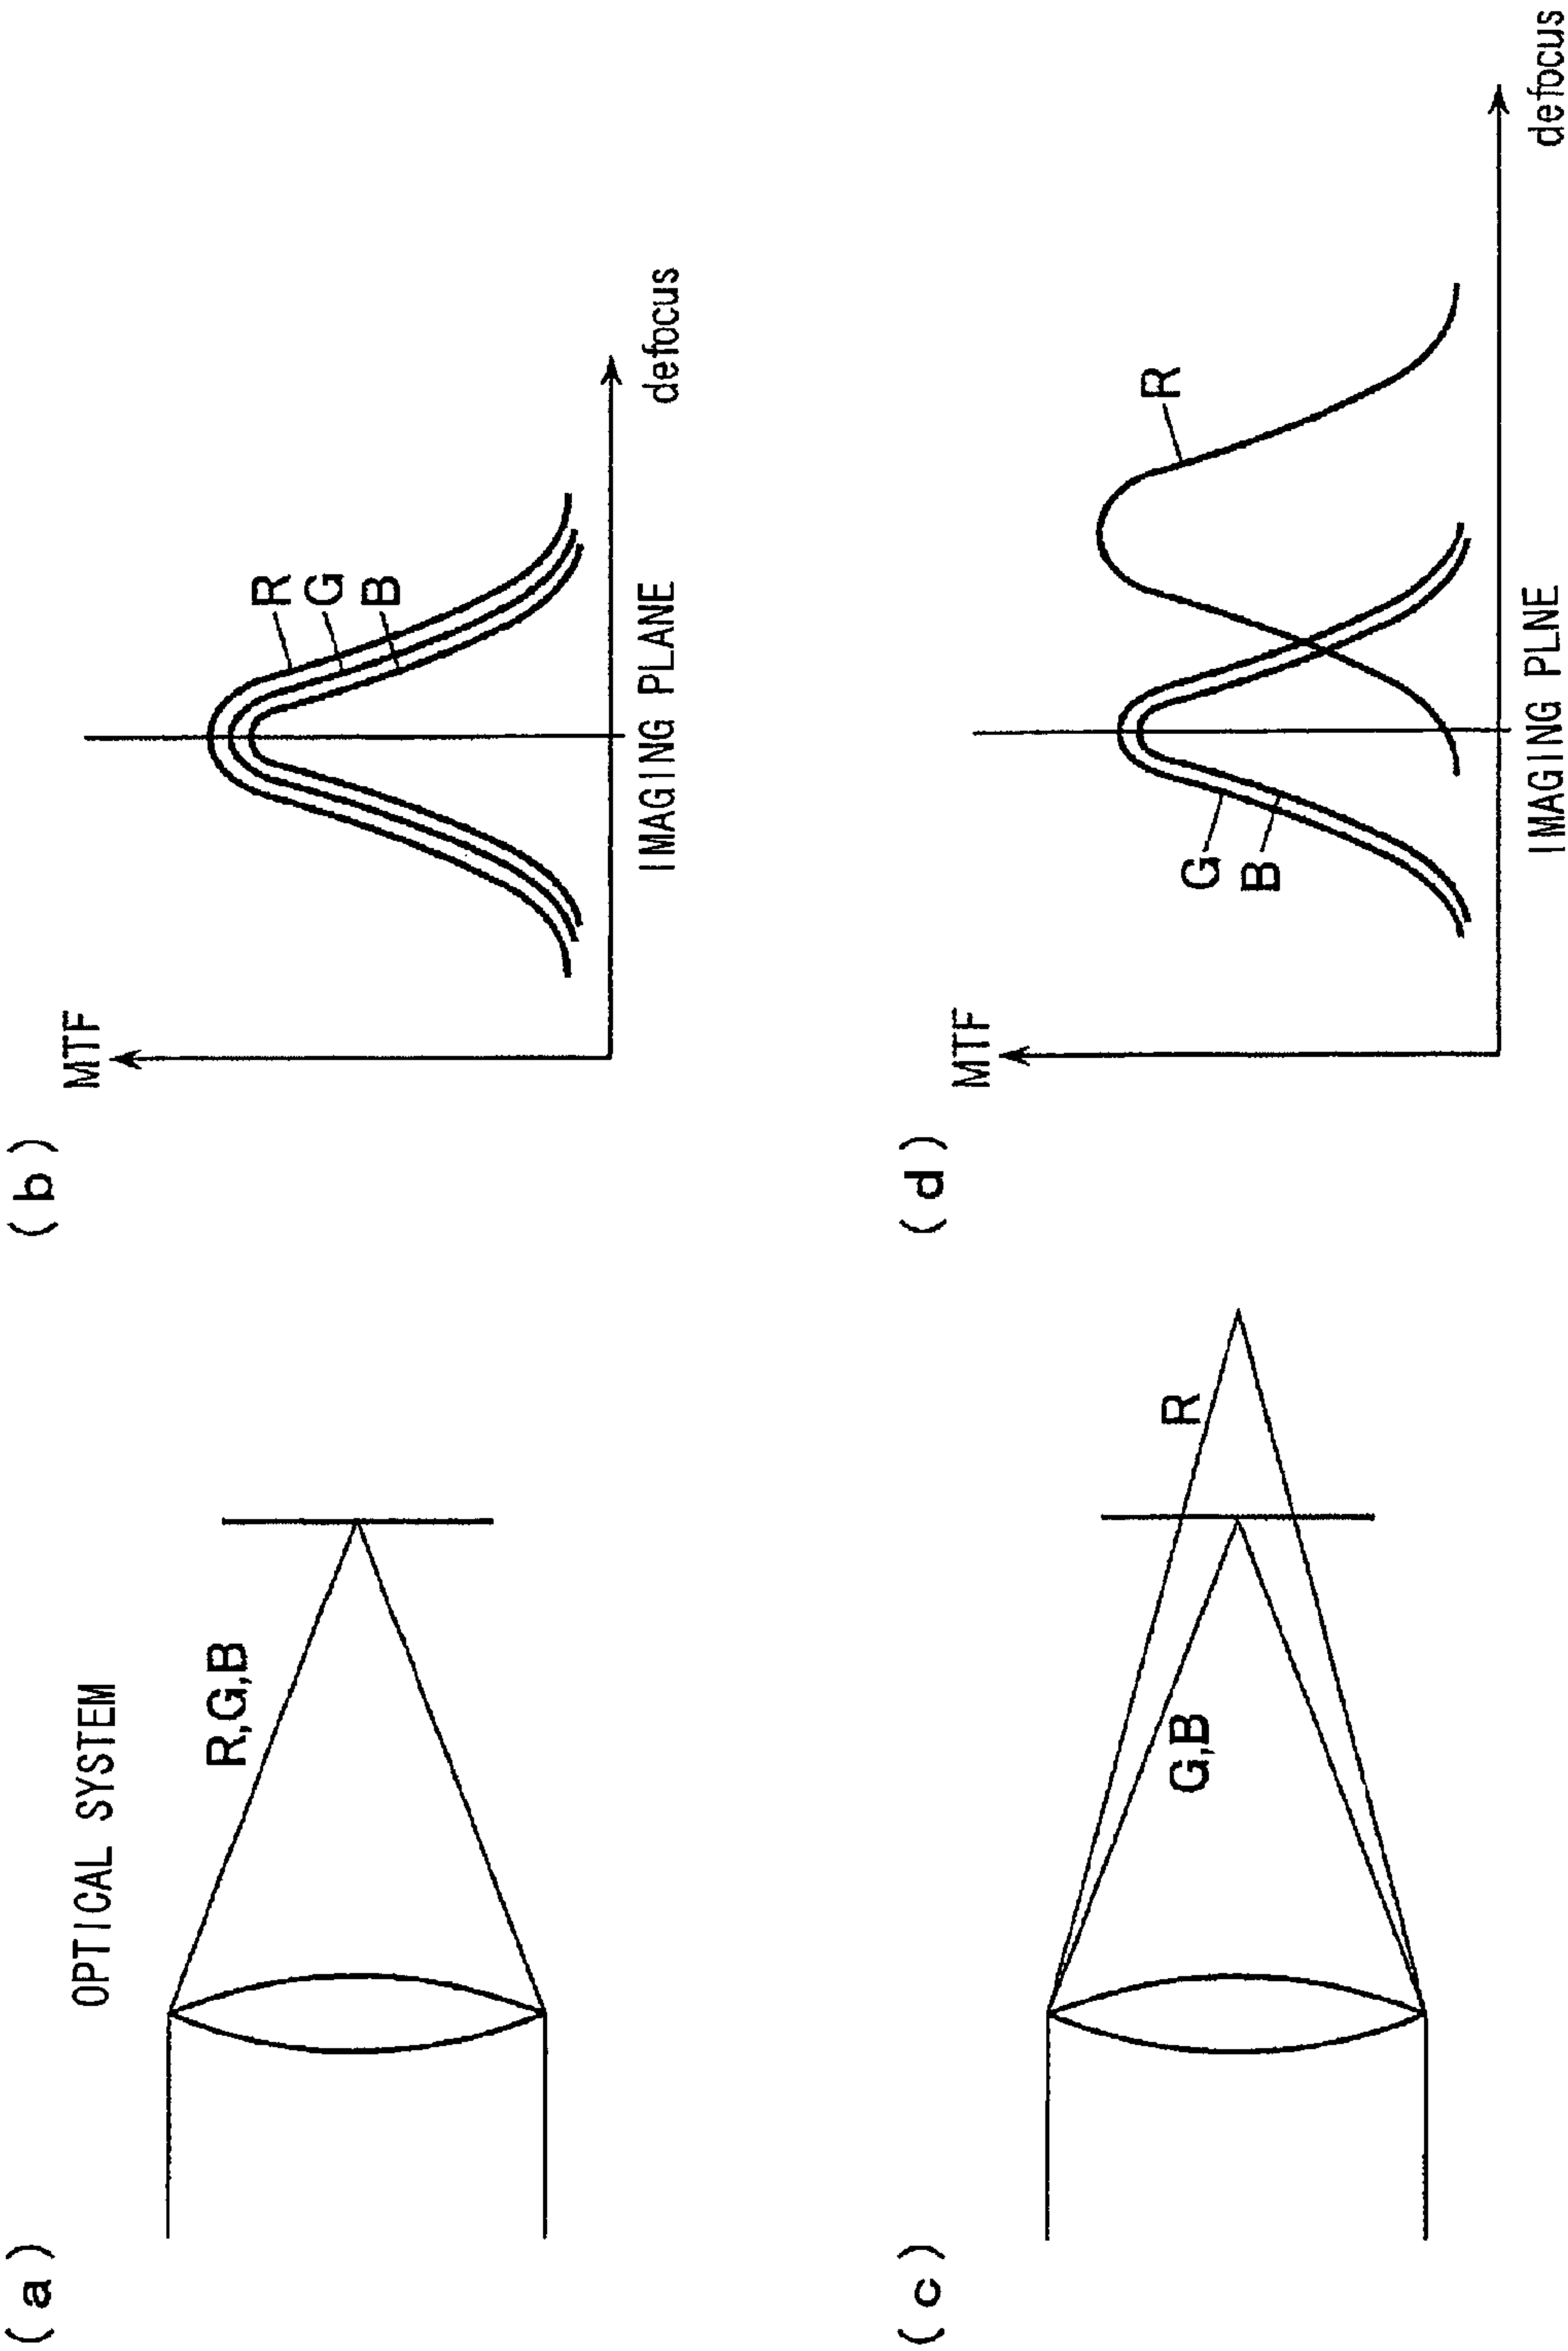 (a)
OPTICAL SYSTEM
R,G,B
(b)
MTF
R
G
B
IMAGING PLANE
defocus
(c)
G,B
R
(d)
MTF
G
B
R
IMAGING PLNE
defocus